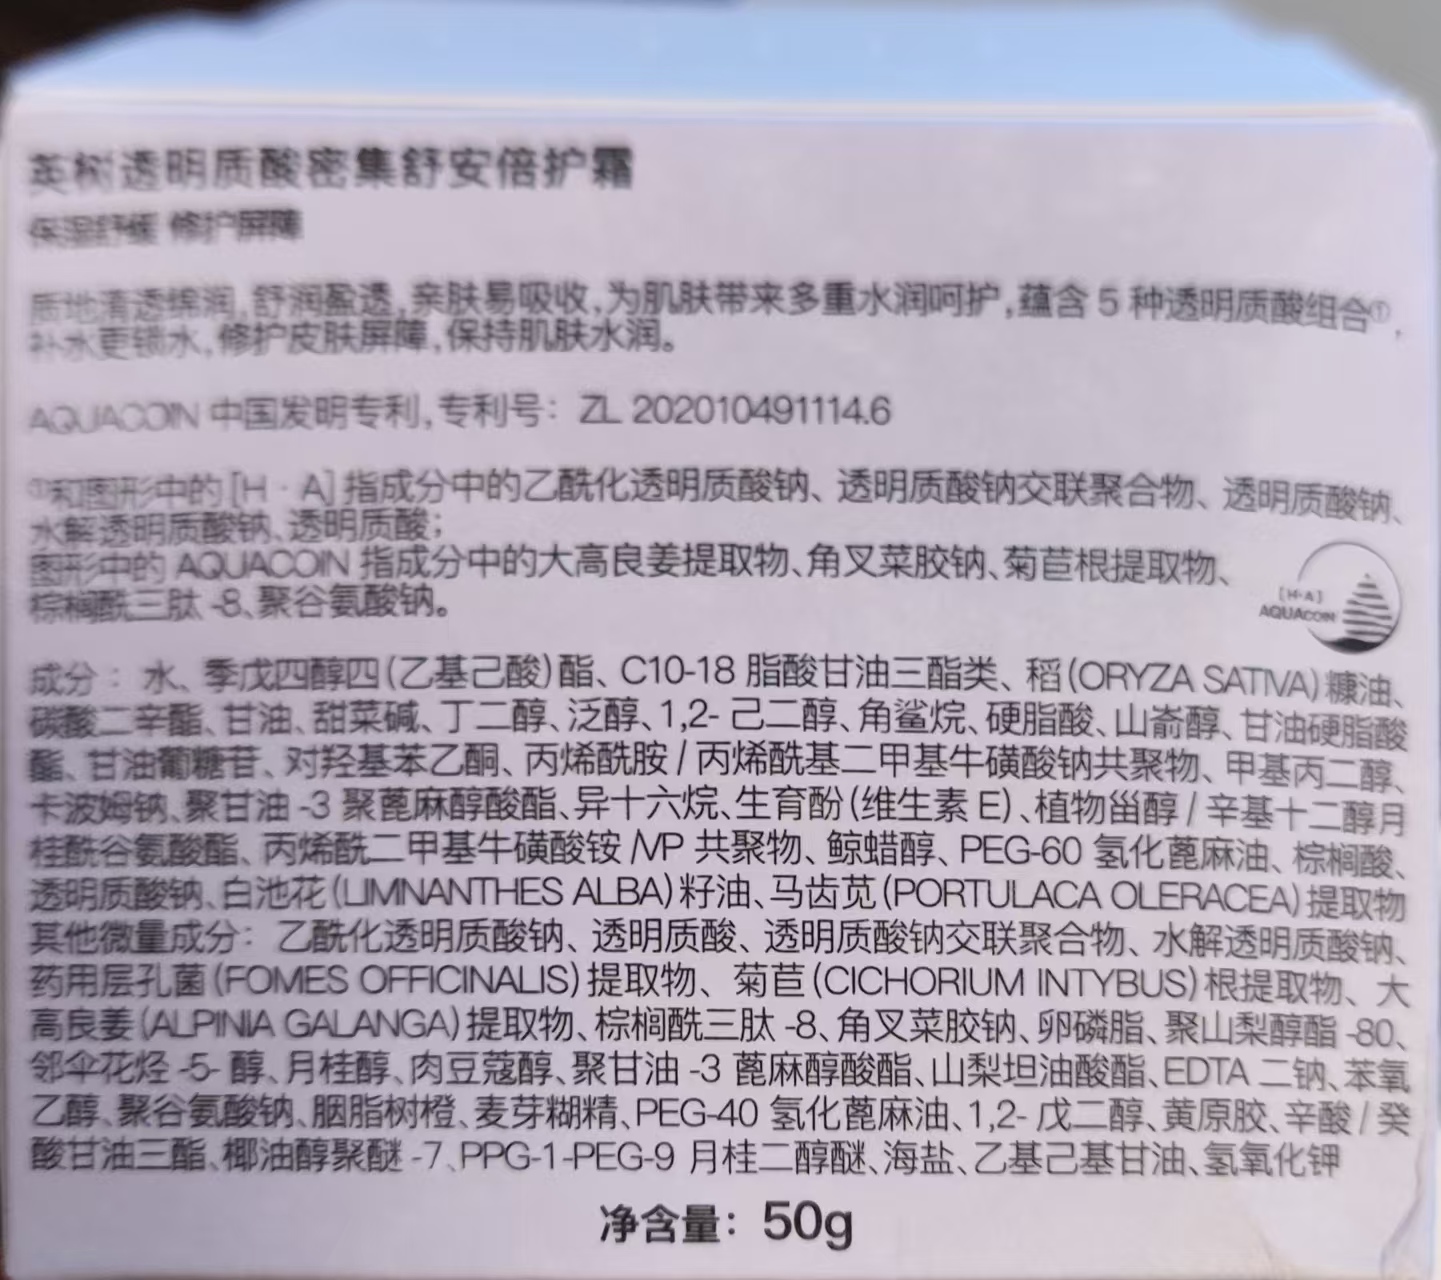 英树透明质酸密集舒安倍护霜
保湿舒缓 修护屏障
质地清透绵润,舒润盈透,亲肤易吸收,为肌肤带来多重水润呵护,蕴含5种透明质酸组合①,
补水更锁水,修护皮肤屏障,保持肌肤水润。
AQUACOIN 中国发明专利,专利号: ZL 202010491114.6
①和图形中的[H·A]指成分中的乙酰化透明质酸钠、透明质酸钠交联聚合物、透明质酸钠、
水解透明质酸钠、透明质酸;
图形中的 AQUACOIN 指成分中的大高良姜提取物、角叉菜胶钠、菊苣根提取物、
棕榈酰三肽-8、聚谷氨酸钠。
[H·A]
AQUACOIN
成分: 水、季戊四醇四(乙基己酸)酯、C10-18 脂酸甘油三酯类、稻(ORYZA SATIVA)糠油、
碳酸二辛酯、甘油、甜菜碱、丁二醇、泛醇、1,2-己二醇、角鲨烷、硬脂酸、山嵛醇、甘油硬脂酸
酯、甘油葡糖苷、对羟基苯乙酮、丙烯酰胺/丙烯酰基二甲基牛磺酸钠共聚物、甲基丙二醇、
卡波姆钠、聚甘油-3 聚蓖麻醇酸酯、异十六烷、生育酚(维生素E)、植物甾醇/辛基十二醇月
桂酰谷氨酸酯、丙烯酰二甲基牛磺酸铵/VP 共聚物、鲸蜡醇、PEG-60 氢化蓖麻油、棕榈酸、
透明质酸钠、白池花(LIMNANTHES ALBA)籽油、马齿苋(PORTULACA OLERACEA)提取物
其他微量成分: 乙酰化透明质酸钠、透明质酸、透明质酸钠交联聚合物、水解透明质酸钠、
药用层孔菌(FOMES OFFICINALIS)提取物、菊苣(CICHORIUM INTYBUS)根提取物、大
高良姜(ALPINIA GALANGA)提取物、棕榈酰三肽-8、角叉菜胶钠、卵磷脂、聚山梨醇酯-80、
邻伞花烃-5-醇、月桂醇、肉豆蔻醇、聚甘油-3 蓖麻醇酸酯、山梨坦油酸酯、EDTA 二钠、苯氧
乙醇、聚谷氨酸钠、胭脂树橙、麦芽糊精、PEG-40 氢化蓖麻油、1,2-戊二醇、黄原胶、辛酸/癸
酸甘油三酯、椰油醇聚醚-7、PPG-1-PEG-9 月桂二醇醚、海盐、乙基己基甘油、氢氧化钾
净含量: 50g